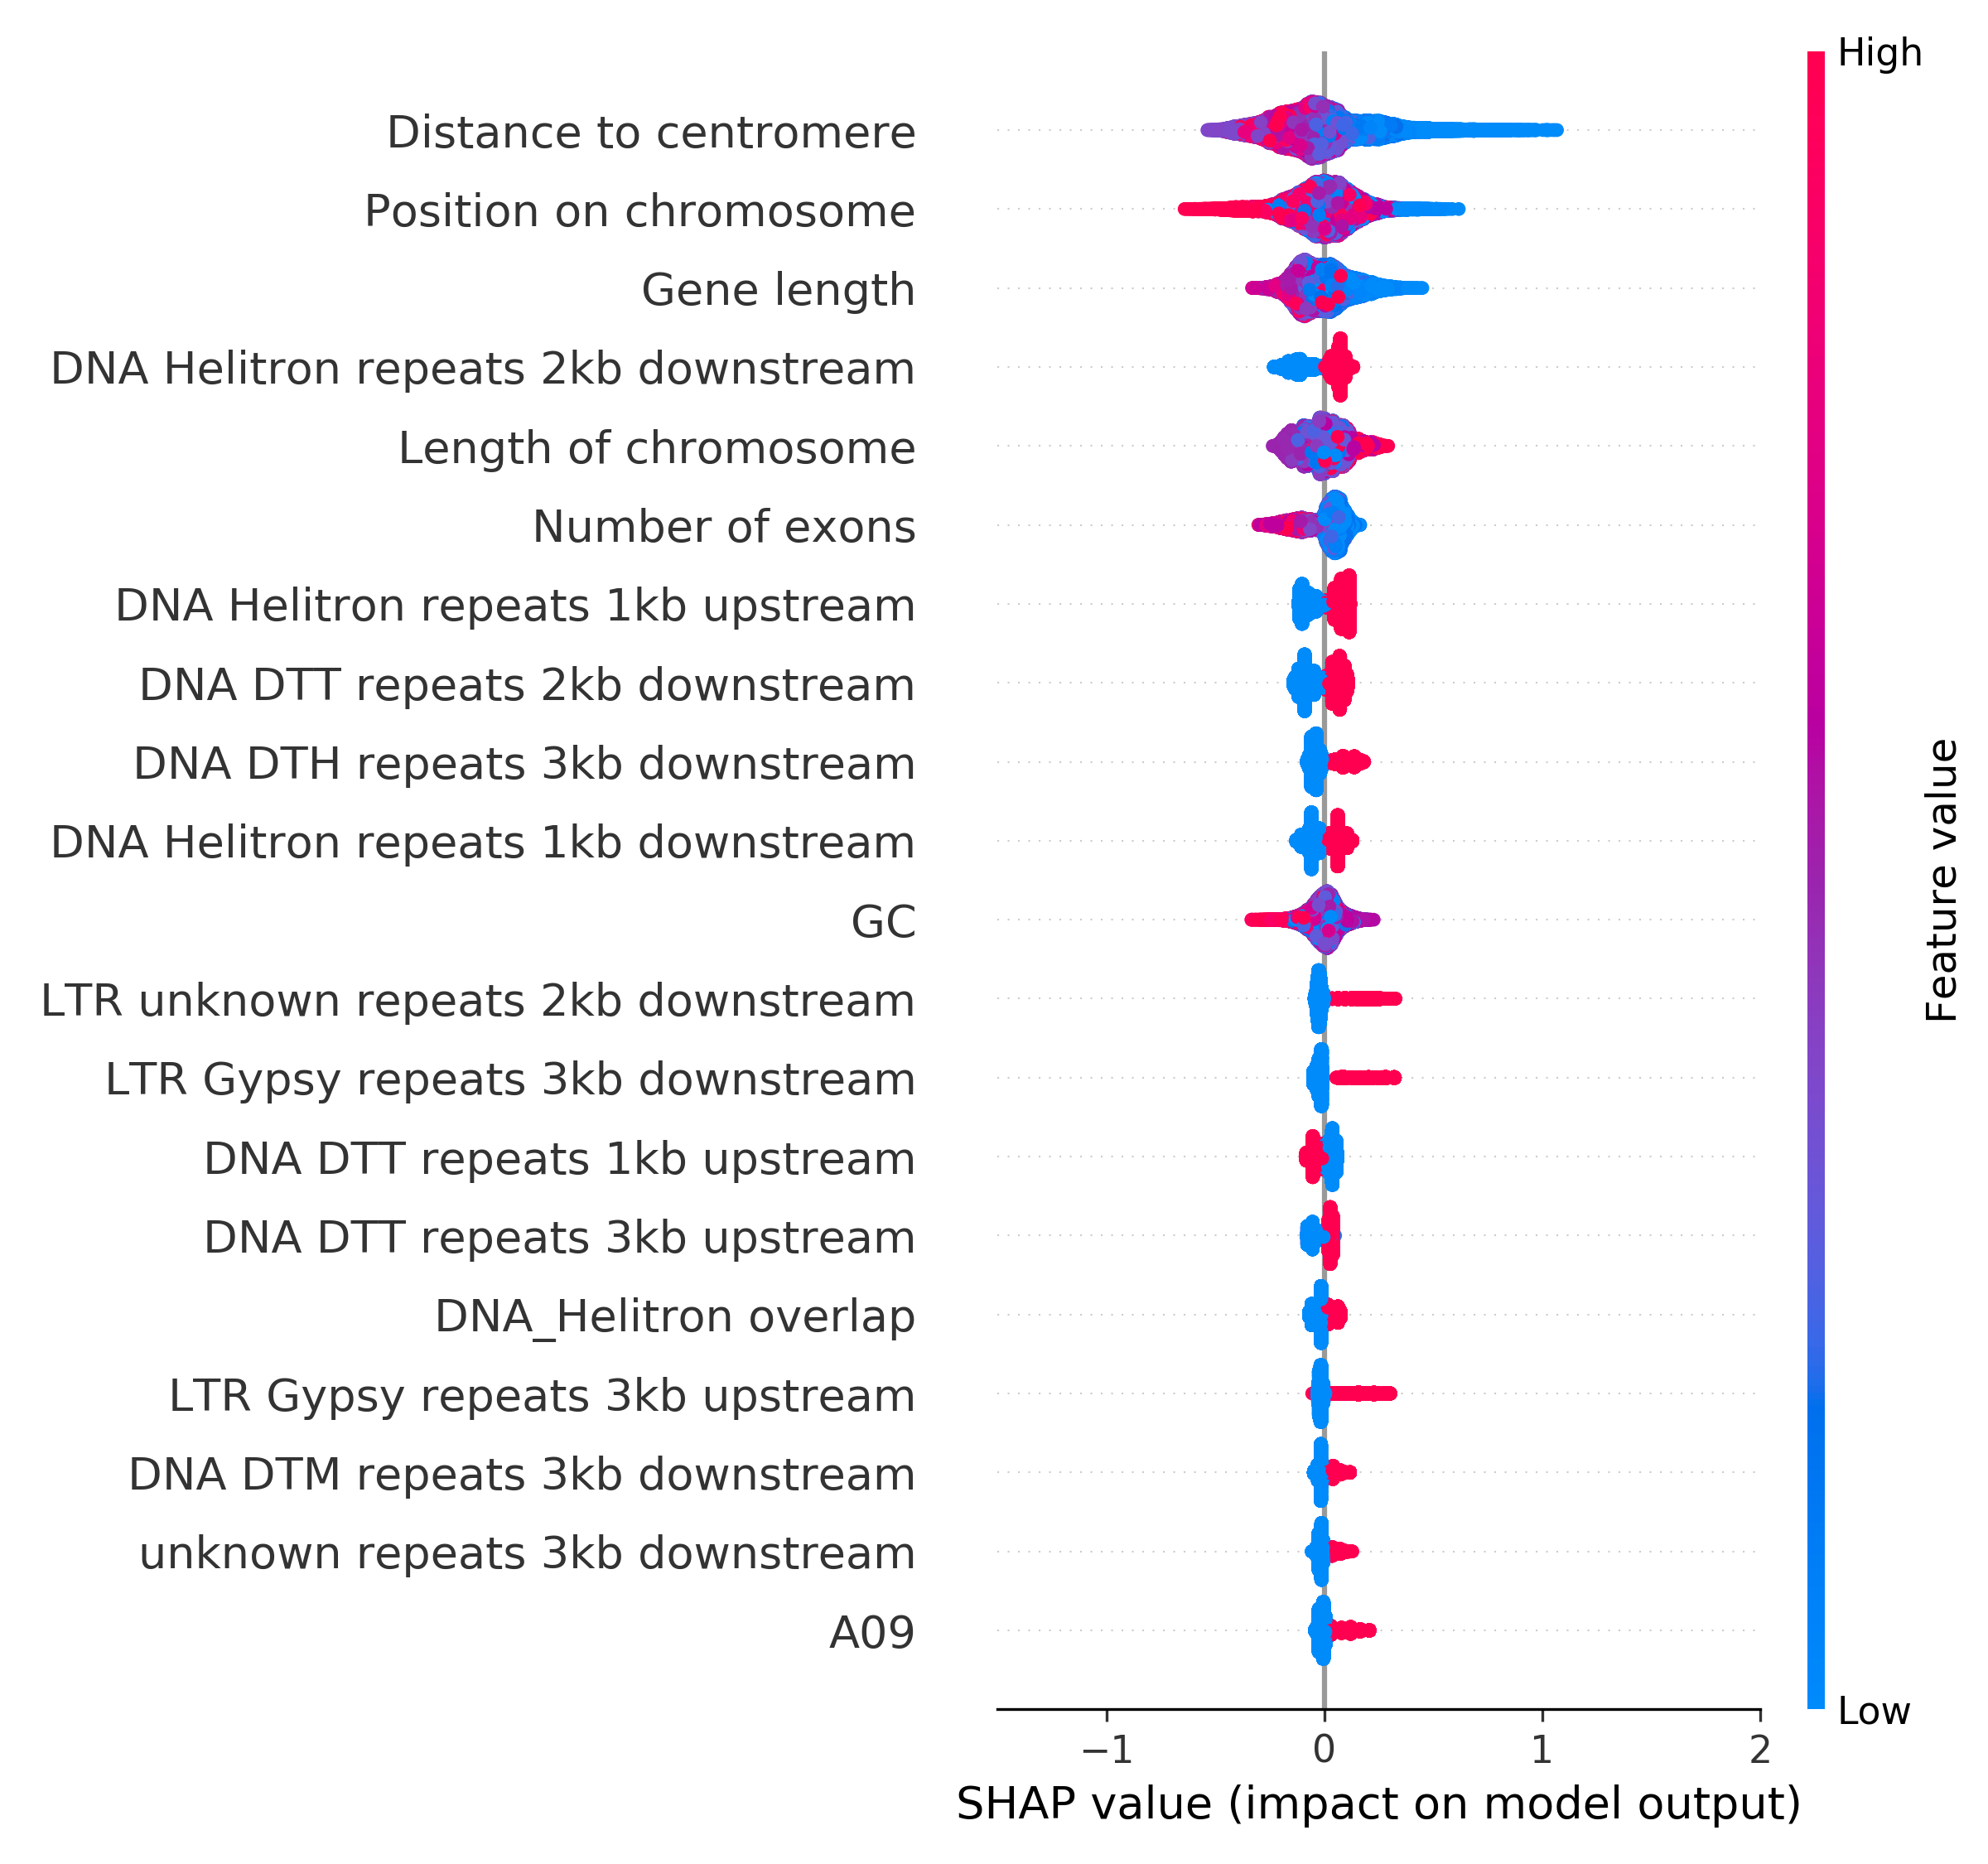 High
Distance to centromere
Position on chromosome
Gene length
DNA Helitron repeats 2kb downstream
Length of chromosome
Number of exons
DNA Helitron repeats 1kb upstream
DNA DTT repeats 2kb downstream
DNA DTH repeats 3kb downstream
DNA Helitron repeats 1kb downstream
GC
LTR unknown repeats 2kb downstream
LTR Gypsy repeats 3kb downstream
DNA DTT repeats 1kb upstream
DNA DTT repeats 3kb upstream
DNA_Helitron overlap
LTR Gypsy repeats 3kb upstream
DNA DTM repeats 3kb downstream
unknown repeats 3kb downstream
A09
Feature value
Low
−1 0 1 2
SHAP value (impact on model output)